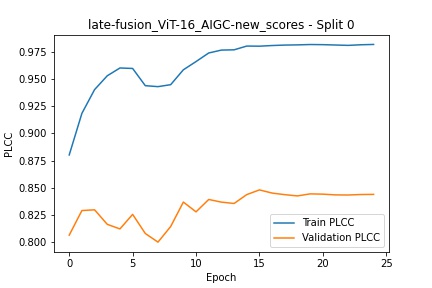 late-fusion_ViT-16_AIGC-new_scores - Split 0
PLCC
0.975
0.950
0.925
0.900
0.875
0.850
0.825
0.800
Train PLCC
Validation PLCC
0 5 10 15 20 25
Epoch